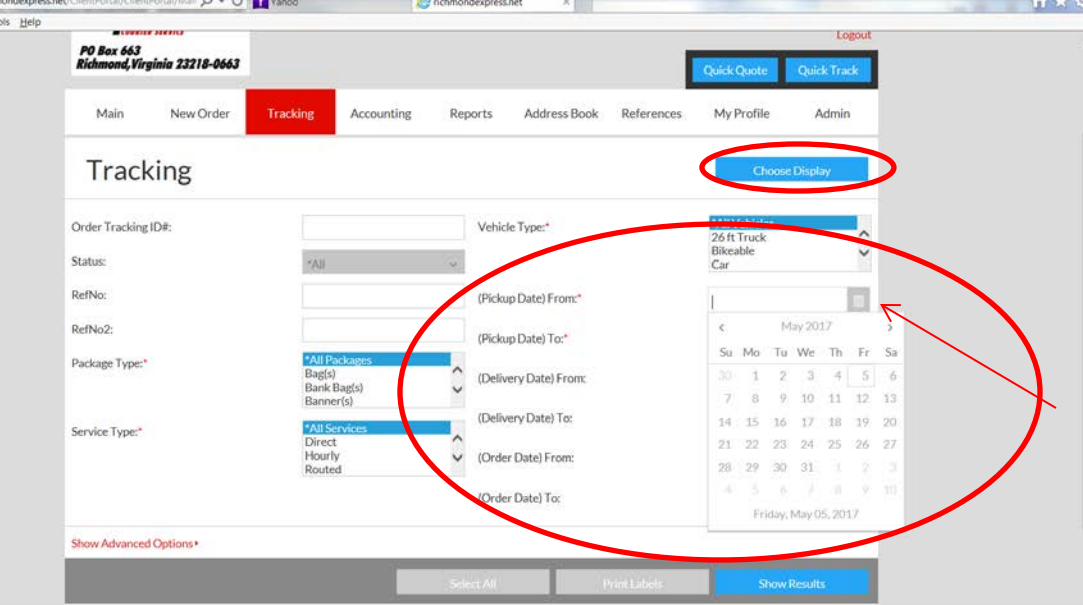 Yahoo
richmondexpress.net
x
Help
PO Box 663
Richmond, Virginia 23218-0663
Logout
Quick Quote Quick Track
Main New Order Tracking Accounting Reports Address Book References My Profile Admin
Tracking
Choose Display
Order Tracking ID#:
Status: *All
RefNo:
RefNo2:
Package Type:* *All Packages
Bag(s)
Bank Bag(s)
Banner(s)
Service Type:* *All Services
Direct
Hourly
Routed
Vehicle Type:*
26 ft Truck
Bikeable
Car
(Pickup Date) From:*
(Pickup Date) To:*
(Delivery Date) From:
(Delivery Date) To:
(Order Date) From:
(Order Date) To:
‹ May 2017 ›
Su Mo Tu We Th Fr Sa
30 1 2 3 4 5 6
7 8 9 10 11 12 13
14 15 16 17 18 19 20
21 22 23 24 25 26 27
28 29 30 31 1 2 3
4 5 6 7 8 9 10
Friday, May 05, 2017
Show Advanced Options
Select All Print Labels Show Results